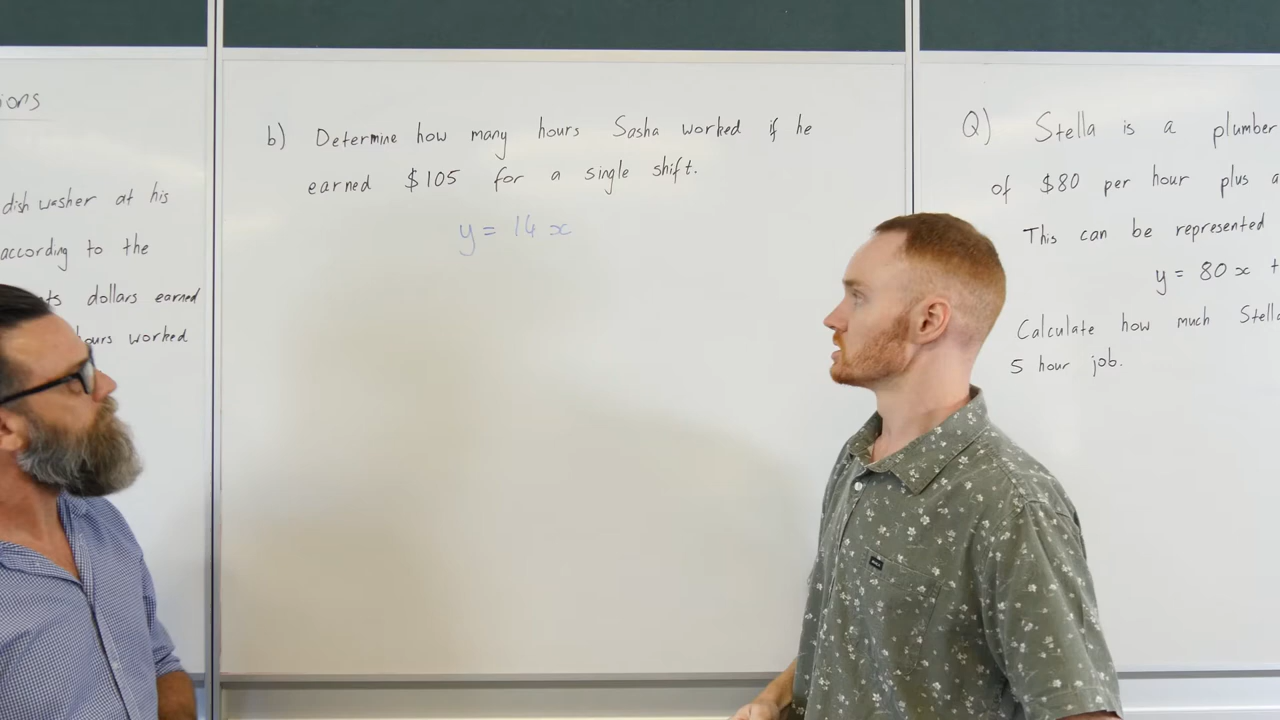 ions
dish washer at his
according to the
ts dollars earned
hours worked
b) Determine how many hours Sasha worked if he
earned $105 for a single shift.
y = 14x
Q) Stella is a plumber
of $80 per hour plus a
This can be represented
y = 80x +
Calculate how much Stella
5 hour job.